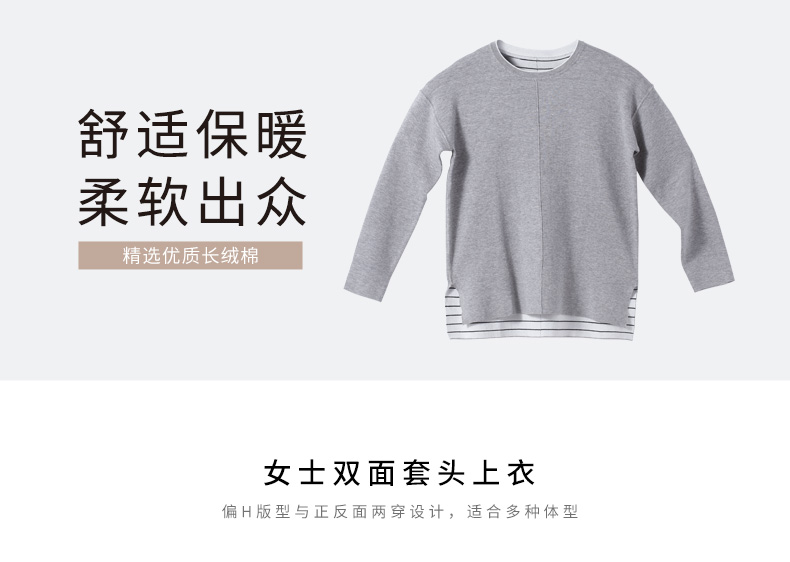 舒适保暖
柔软出众
精选优质长绒棉
女士双面套头上衣
偏H版型与正反面两穿设计，适合多种体型